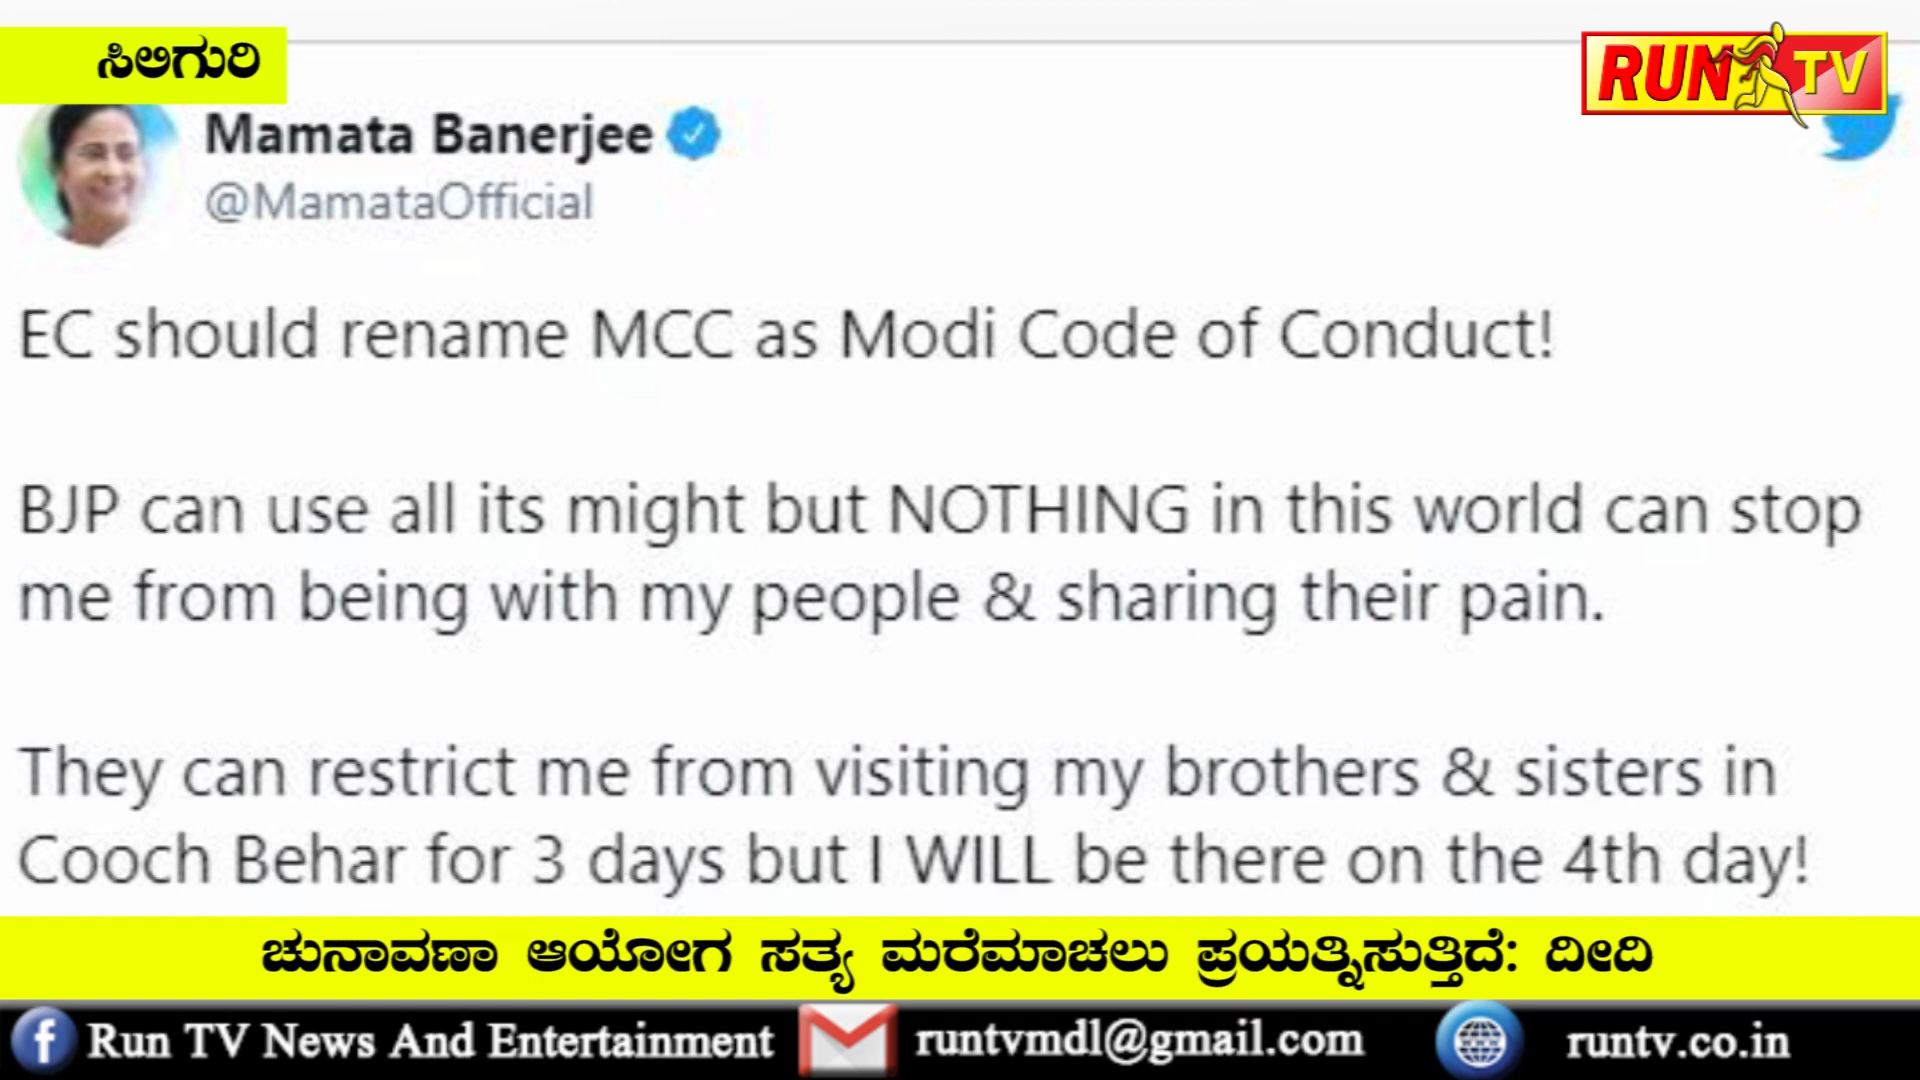 ಸಿಲಿಗುರಿ
RUN TV
Mamata Banerjee
@MamataOfficial
EC should rename MCC as Modi Code of Conduct!
BJP can use all its might but NOTHING in this world can stop
me from being with my people & sharing their pain.
They can restrict me from visiting my brothers & sisters in
Cooch Behar for 3 days but I WILL be there on the 4th day!
ಚುನಾವಣಾ ಆಯೋಗ ಸತ್ಯ ಮರೆಮಾಚಲು ಪ್ರಯತ್ನಿಸುತ್ತಿದೆ: ದೀದಿ
f Run TV News And Entertainment runtvmdl@gmail.com runtv.co.in